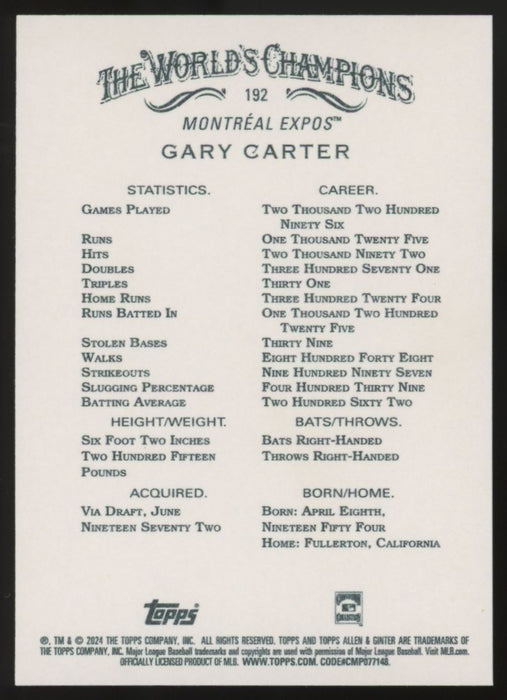 THE WORLD'S CHAMPIONS
192
MONTRÉAL EXPOS™
GARY CARTER
STATISTICS. CAREER.
GAMES PLAYED TWO THOUSAND TWO HUNDRED
NINETY SIX
RUNS ONE THOUSAND TWENTY FIVE
HITS TWO THOUSAND NINETY TWO
DOUBLES THREE HUNDRED SEVENTY ONE
TRIPLES THIRTY ONE
HOME RUNS THREE HUNDRED TWENTY FOUR
RUNS BATTED IN ONE THOUSAND TWO HUNDRED
TWENTY FIVE
STOLEN BASES THIRTY NINE
WALKS EIGHT HUNDRED FORTY EIGHT
STRIKEOUTS NINE HUNDRED NINETY SEVEN
SLUGGING PERCENTAGE FOUR HUNDRED THIRTY NINE
BATTING AVERAGE TWO HUNDRED SIXTY TWO
HEIGHT/WEIGHT. BATS/THROWS.
SIX FOOT TWO INCHES BATS RIGHT-HANDED
TWO HUNDRED FIFTEEN THROWS RIGHT-HANDED
POUNDS
ACQUIRED. BORN/HOME.
VIA DRAFT, JUNE BORN: APRIL EIGHTH,
NINETEEN SEVENTY TWO NINETEEN FIFTY FOUR
HOME: FULLERTON, CALIFORNIA
topps
®, TM & © 2024 THE TOPPS COMPANY, INC. ALL RIGHTS RESERVED. TOPPS AND TOPPS ALLEN & GINTER ARE TRADEMARKS OF
THE TOPPS COMPANY, INC. Major League Baseball trademarks and copyrights are used with permission of Major League Baseball. Visit MLB.com.
OFFICIALLY LICENSED PRODUCT OF MLB. WWW.TOPPS.COM. CODE#CMP077148.